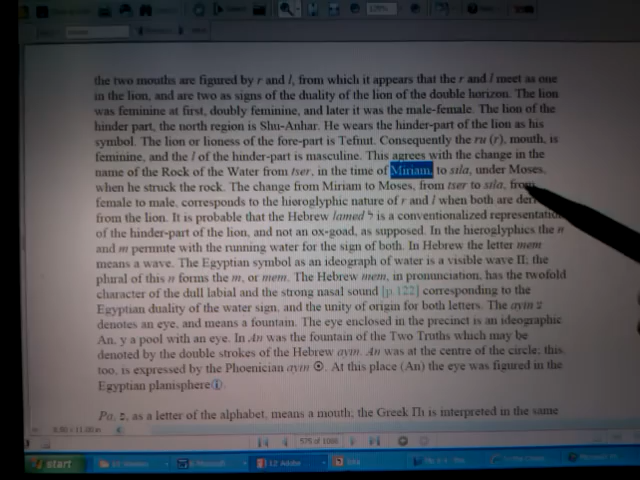 129%
the two mouths are figured by r and l, from which it appears that the r and l meet as one
in the lion, and are two as signs of the duality of the lion of the double horizon. The lion
was feminine at first, doubly feminine, and later it was the male-female. The lion of the
hinder part, the north region is Shu-Anhar. He wears the hinder-part of the lion as his
symbol. The lion or lioness of the fore-part is Tefnut. Consequently the ru (r), mouth, is
feminine, and the l of the hinder-part is masculine. This agrees with the change in the
name of the Rock of the Water from tser, in the time of Miriam, to sela, under Moses,
when he struck the rock. The change from Miriam to Moses, from tser to sela, from
female to male, corresponds to the hieroglyphic nature of r and l when both are
from the lion. It is probable that the Hebrew lamed ל is a conventionalized
of the hinder-part of the lion, and not an ox-goad, as supposed. In the hieroglyphics the n
and m permute with the running water for the sign of both. In Hebrew the letter mem
means a wave. The Egyptian symbol as an ideograph of water is a visible wave II; the
plural of this n forms the m, or mem. The Hebrew mem, in pronunciation, has the twofold
character of the dull labial and the strong nasal sound [p.122] corresponding to the
Egyptian duality of the water sign, and the unity of origin for both letters. The ayin
denotes an eye, and means a fountain. The eye enclosed in the precinct is an ideographic
An, y a pool with an eye. In An was the fountain of the Two Truths which may be
denoted by the double strokes of the Hebrew ayin. An was at the centre of the circle; this,
too, is expressed by the Phoenician ayin ⊙. At this place (An) the eye was figured in the
Egyptian planisphere
Pa, as a letter of the alphabet, means a mouth; the Greek Π is interpreted in the same
8.50 x 11.00 in
575 of 1098
start